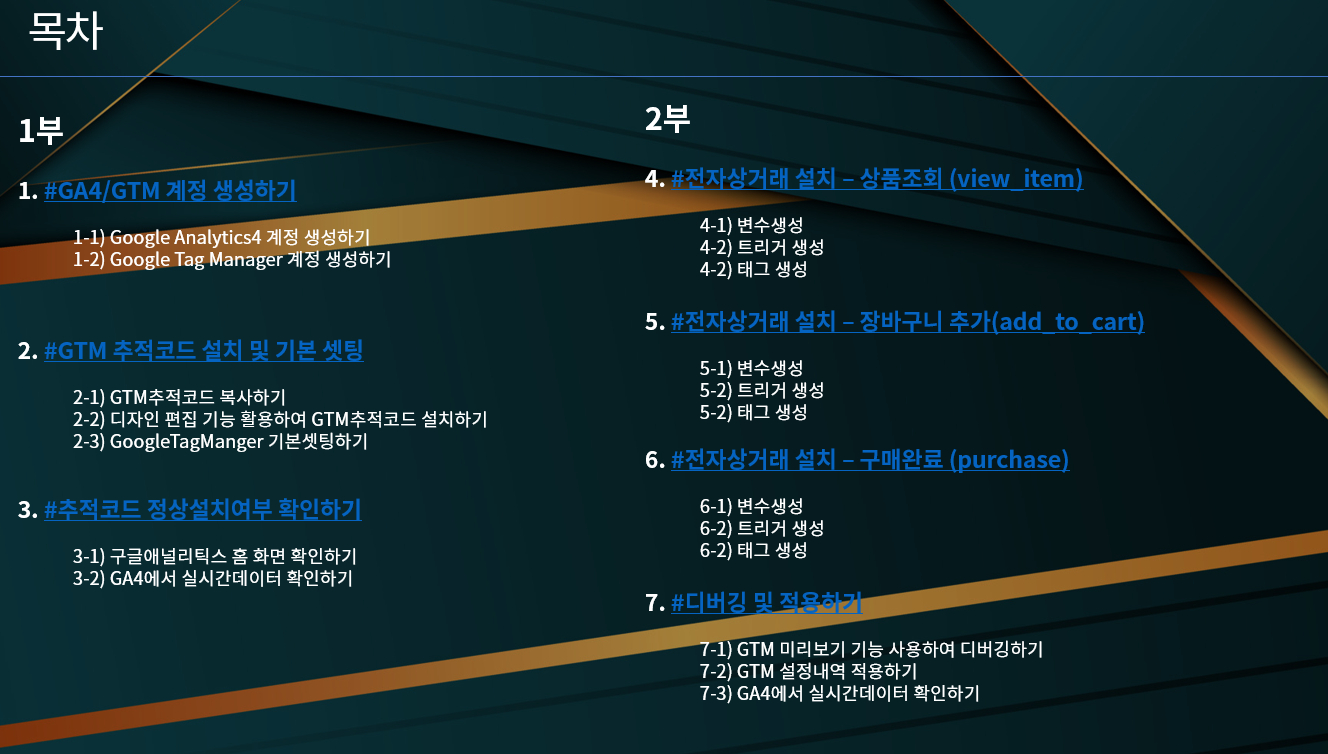 목차
1부
1. #GA4/GTM 계정 생성하기
1-1) Google Analytics4 계정 생성하기
1-2) Google Tag Manager 계정 생성하기
2. #GTM 추적코드 설치 및 기본 셋팅
2-1) GTM추적코드 복사하기
2-2) 디자인 편집 기능 활용하여 GTM추적코드 설치하기
2-3) GoogleTagManger 기본셋팅하기
3. #추적코드 정상설치여부 확인하기
3-1) 구글애널리틱스 홈 화면 확인하기
3-2) GA4에서 실시간데이터 확인하기
2부
4. #전자상거래 설치 – 상품조회 (view_item)
4-1) 변수생성
4-2) 트리거 생성
4-2) 태그 생성
5. #전자상거래 설치 – 장바구니 추가(add_to_cart)
5-1) 변수생성
5-2) 트리거 생성
5-2) 태그 생성
6. #전자상거래 설치 – 구매완료 (purchase)
6-1) 변수생성
6-2) 트리거 생성
6-2) 태그 생성
7. #디버깅 및 적용하기
7-1) GTM 미리보기 기능 사용하여 디버깅하기
7-2) GTM 설정내역 적용하기
7-3) GA4에서 실시간데이터 확인하기